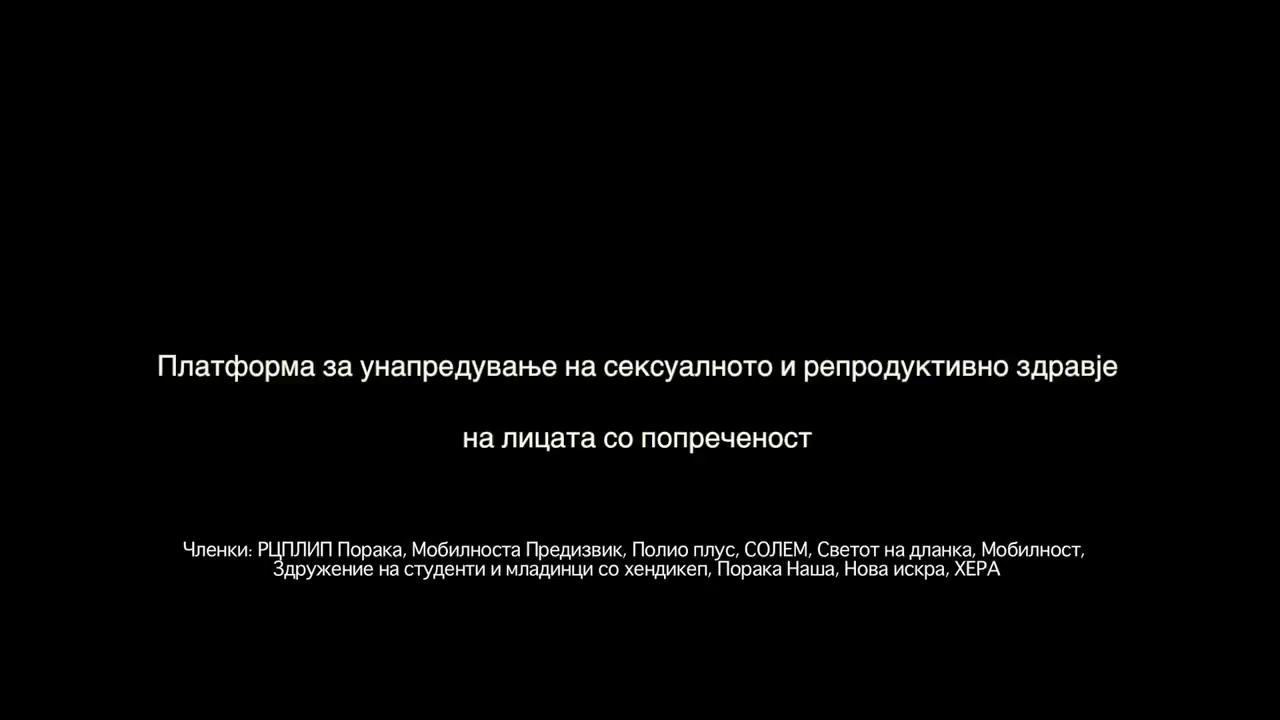 Платформа за унапредување на сексуалното и репродуктивно здравје
на лицата со попреченост
Членки: РЦПЛИП Порака, Мобилноста Предизвик, Полио плус, СОЛЕМ, Светот на дланка, Мобилност,
Здружение на студенти и младинци со хендикеп, Порака Наша, Нова искра, ХЕРА